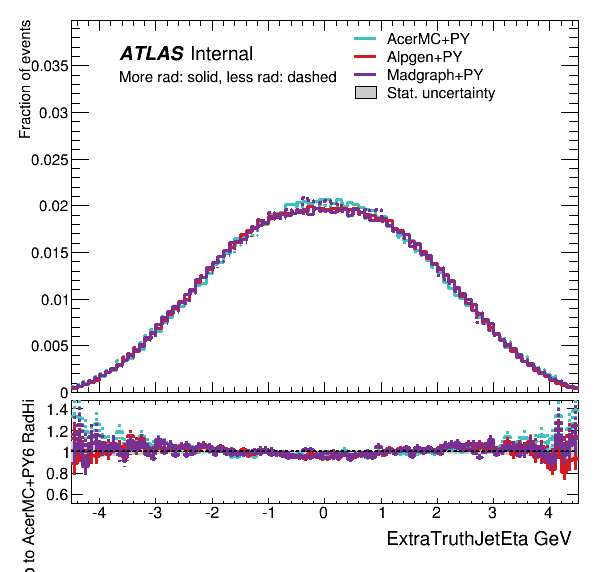 Fraction of events
0.035
0.03
0.025
0.02
0.015
0.01
0.005
0
ATLAS Internal
More rad: solid, less rad: dashed
AcerMC+PY
Alpgen+PY
Madgraph+PY
Stat. uncertainty
to AcerMC+PY6 RadHi
1.4
1.2
1
0.8
0.6
-4 -3 -2 -1 0 1 2 3 4
ExtraTruthJetEta GeV